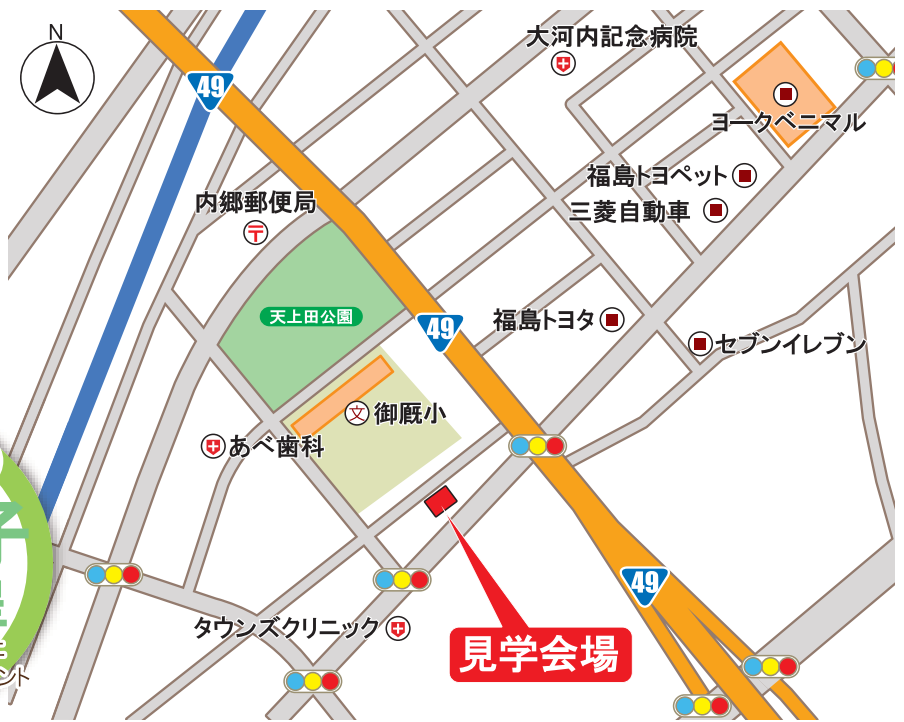 N
大河内記念病院
49
ヨークベニマル
福島トヨペット
内郷郵便局
三菱自動車
天上田公園
49
福島トヨタ
セブンイレブン
文
御厩小
あべ歯科
49
タウンズクリニック
見学会場
ント